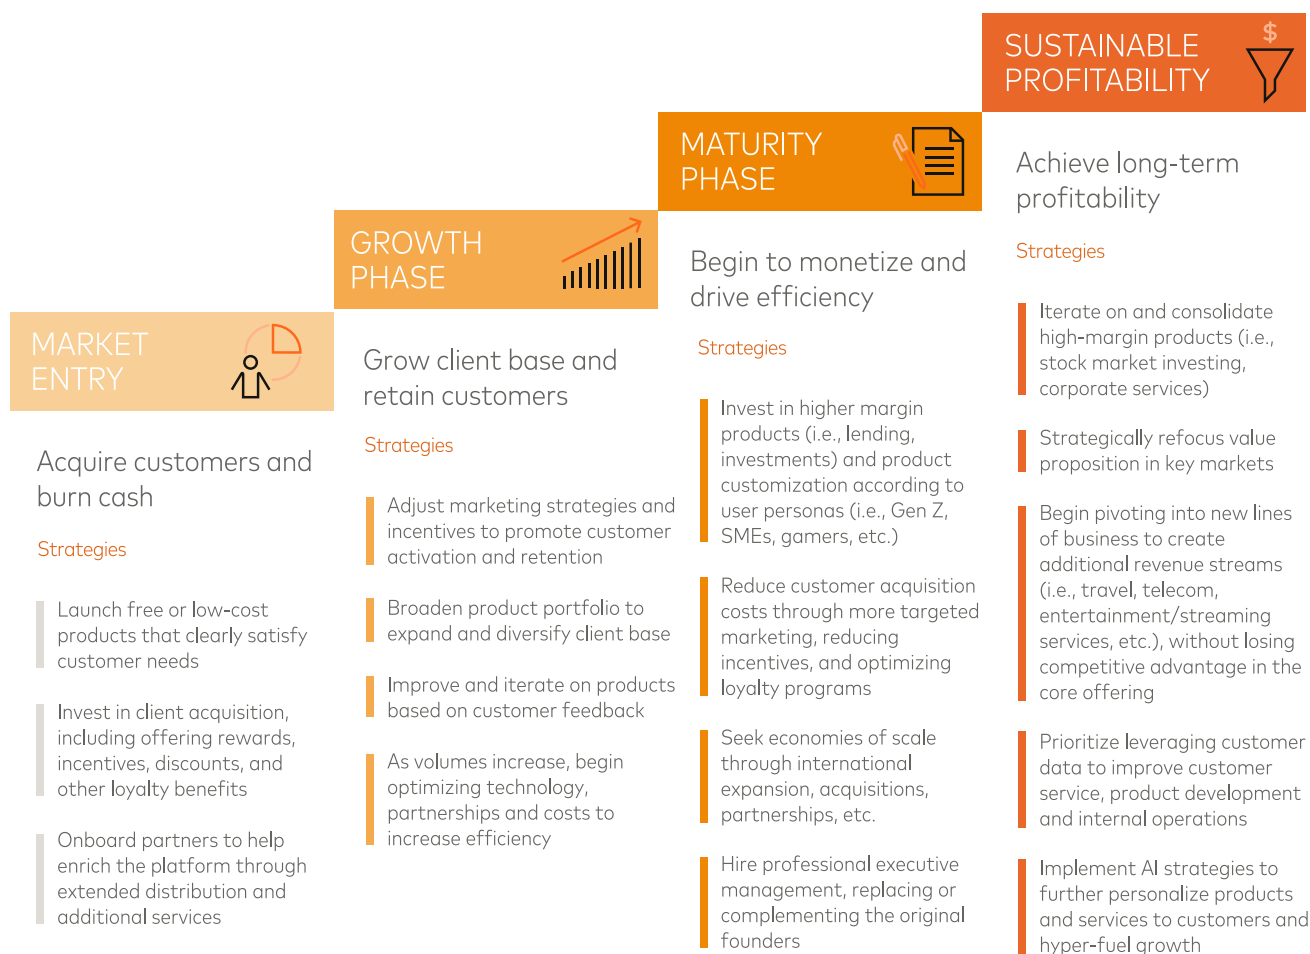 MARKET
ENTRY
Acquire customers and
burn cash
Strategies
Launch free or low-cost
products that clearly satisfy
customer needs
Invest in client acquisition,
including offering rewards,
incentives, discounts, and
other loyalty benefits
Onboard partners to help
enrich the platform through
extended distribution and
additional services
GROWTH
PHASE
Grow client base and
retain customers
Strategies
Adjust marketing strategies and
incentives to promote customer
activation and retention
Broaden product portfolio to
expand and diversify client base
Improve and iterate on products
based on customer feedback
As volumes increase, begin
optimizing technology,
partnerships and costs to
increase efficiency
MATURITY
PHASE
Begin to monetize and
drive efficiency
Strategies
Invest in higher margin
products (i.e., lending,
investments) and product
customization according to
user personas (i.e., Gen Z,
SMEs, gamers, etc.)
Reduce customer acquisition
costs through more targeted
marketing, reducing
incentives, and optimizing
loyalty programs
Seek economies of scale
through international
expansion, acquisitions,
partnerships, etc.
Hire professional executive
management, replacing or
complementing the original
founders
$
SUSTAINABLE
PROFITABILITY
Achieve long-term
profitability
Strategies
Iterate on and consolidate
high-margin products (i.e.,
stock market investing,
corporate services)
Strategically refocus value
proposition in key markets
Begin pivoting into new lines
of business to create
additional revenue streams
(i.e., travel, telecom,
entertainment/streaming
services, etc.), without losing
competitive advantage in the
core offering
Prioritize leveraging customer
data to improve customer
service, product development
and internal operations
Implement AI strategies to
further personalize products
and services to customers and
hyper-fuel growth